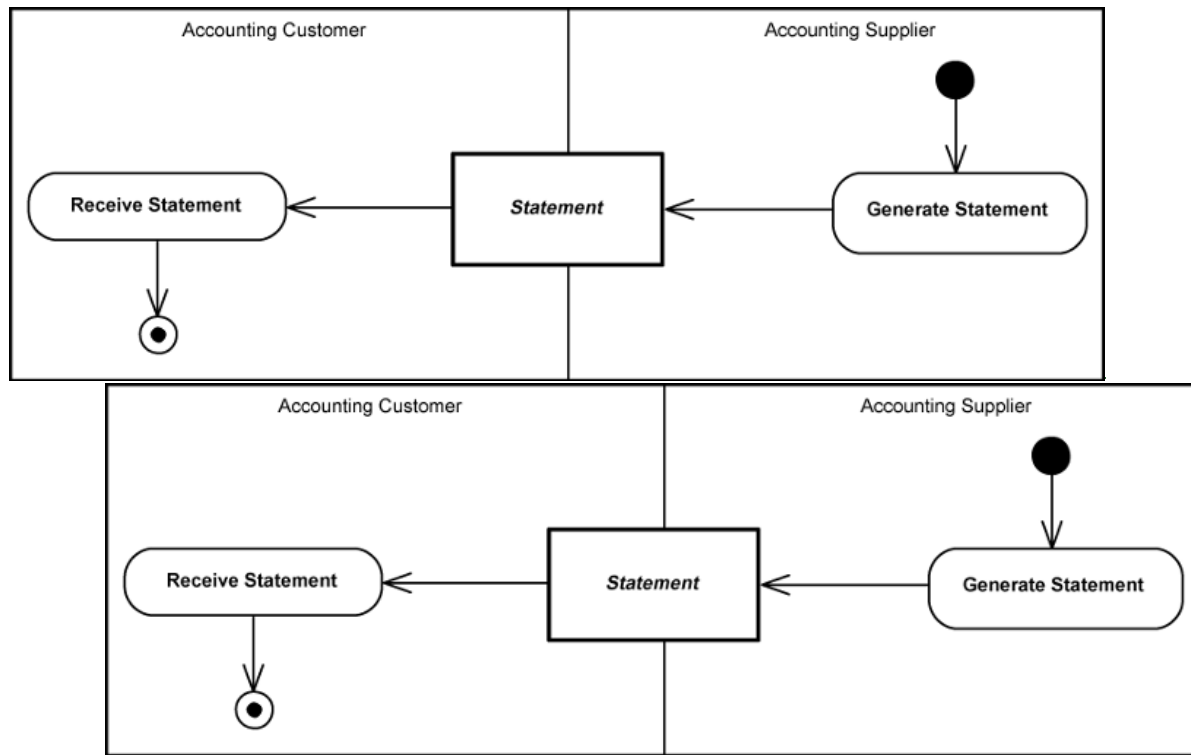 Accounting Customer
Accounting Supplier
Receive Statement
Statement
Generate Statement
Accounting Customer
Accounting Supplier
Receive Statement
Statement
Generate Statement